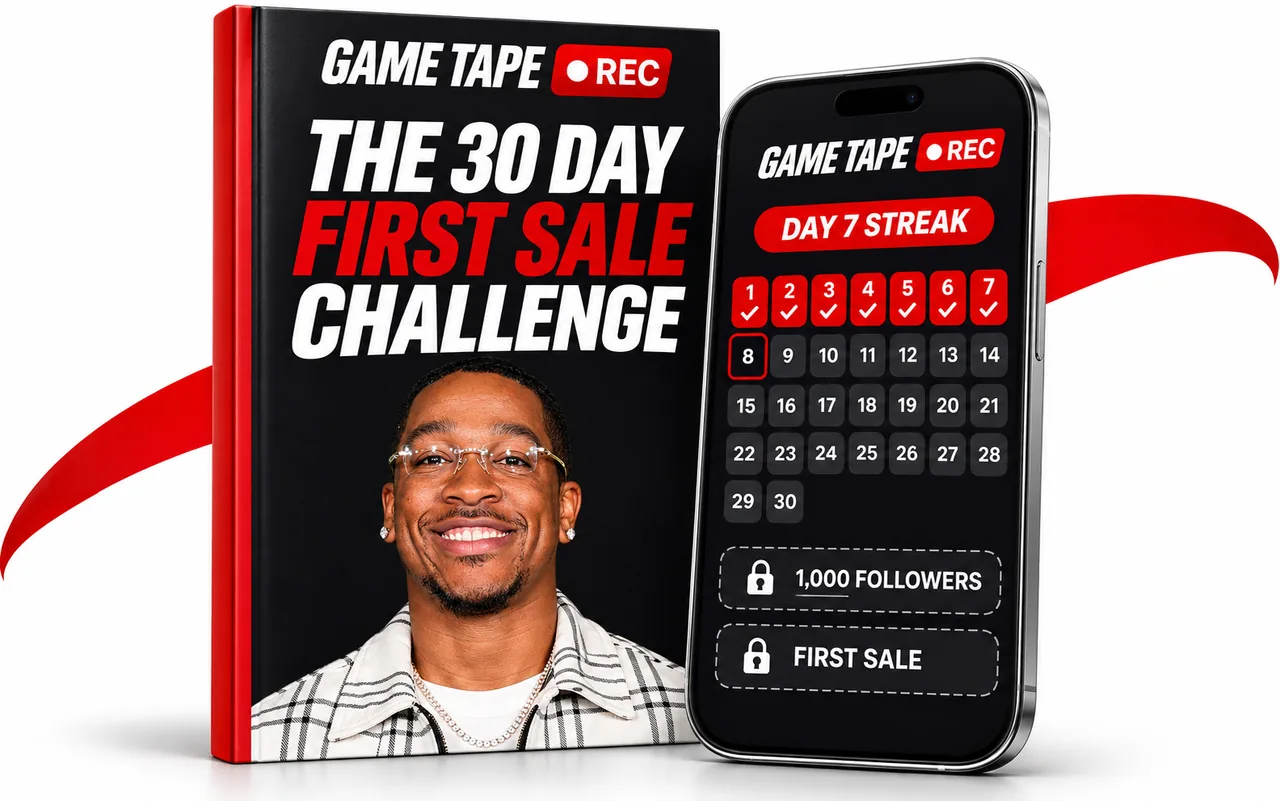 GAME TAPE REC
THE 30 DAY
FIRST SALE
CHALLENGE
GAME TAPE REC
DAY 7 STREAK
1 2 3 4 5 6 7
8 9 10 11 12 13 14
15 16 17 18 19 20 21
22 23 24 25 26 27 28
29 30
1,000 FOLLOWERS
FIRST SALE